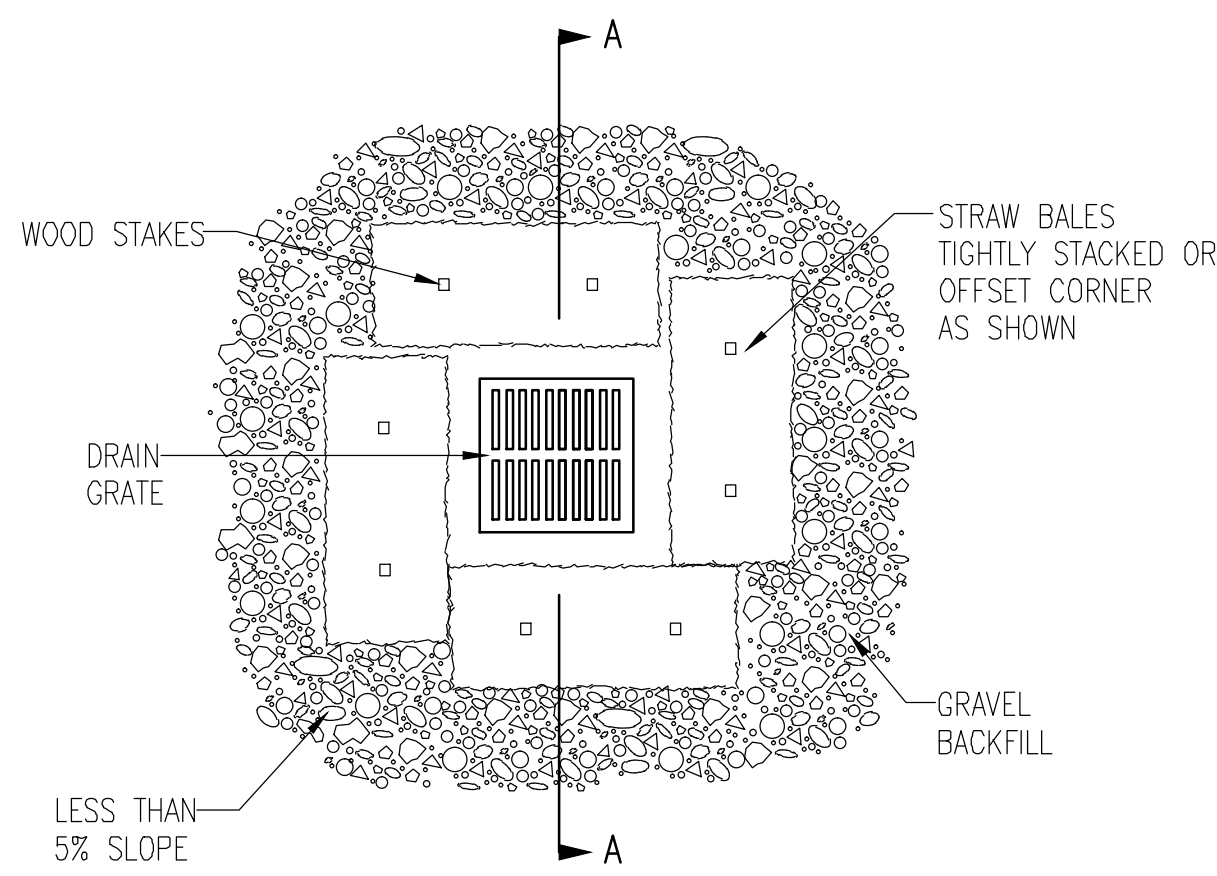 A
WOOD STAKES
STRAW BALES
TIGHTLY STACKED OR
OFFSET CORNER
AS SHOWN
DRAIN
GRATE
GRAVEL
BACKFILL
LESS THAN
5% SLOPE
A